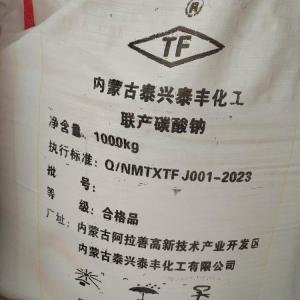 ®
TF
内蒙古泰兴泰丰化工
联产碳酸钠
净含量: 1000kg
执行标准: Q/NMTXTFJ001-2023
批 号:
等 级: 合格品
厂址: 内蒙古阿拉善高新技术产业开发区
内蒙古泰兴泰丰化工有限公司